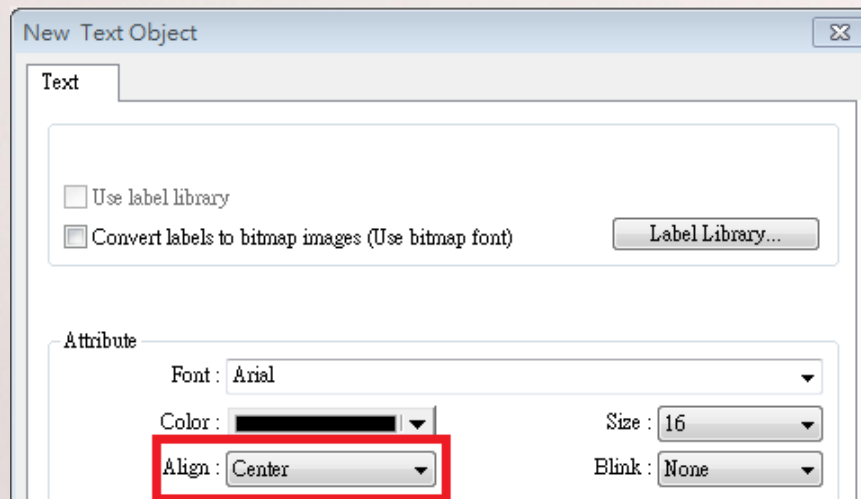 New Text Object
Text
Use label library
Convert labels to bitmap images (Use bitmap font)
Label Library...
Attribute
Font : Arial
Color :
Size : 16
Align : Center
Blink : None